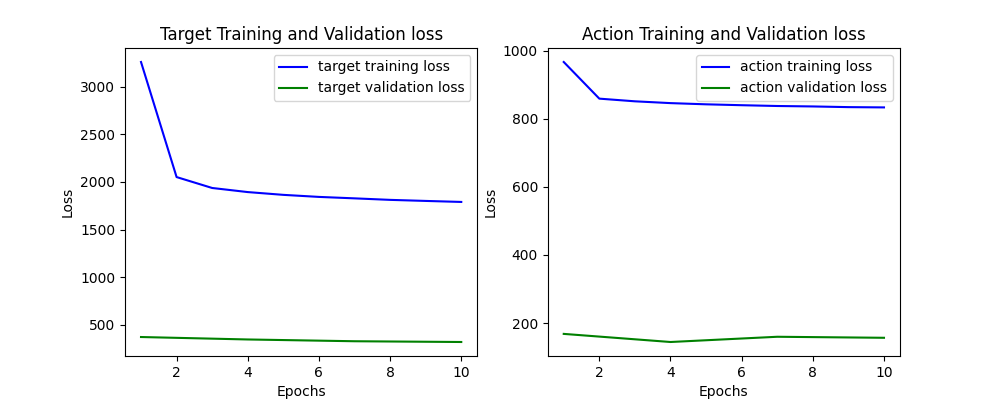 Target Training and Validation loss
Loss
3000
2500
2000
1500
1000
500
target training loss
target validation loss
2 4 6 8 10
Epochs
Action Training and Validation loss
Loss
1000
800
600
400
200
action training loss
action validation loss
2 4 6 8 10
Epochs